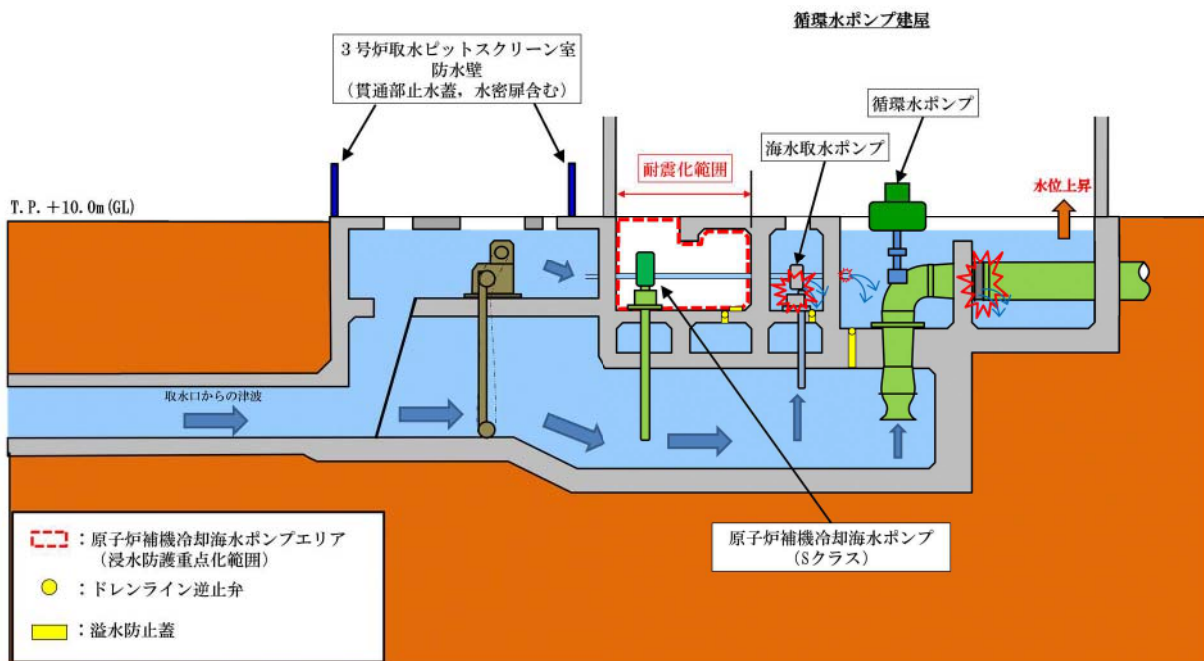 循環水ポンプ建屋
3号炉取水ピットスクリーン室
防水壁
(貫通部止水蓋，水密扉含む)
循環水ポンプ
海水取水ポンプ
耐震化範囲
水位上昇
T.P.+10.0m(GL)
取水口からの津波
原子炉補機冷却海水ポンプ
(Sクラス)
：原子炉補機冷却海水ポンプエリア
(浸水防護重点化範囲)
：ドレンライン逆止弁
：溢水防止蓋